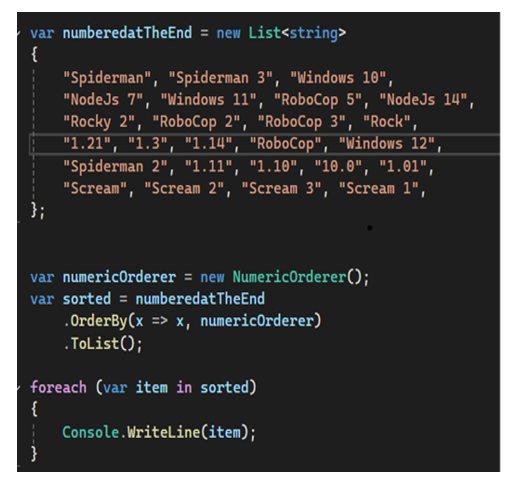 var numberedatTheEnd = new List<string>
{
"Spiderman", "Spiderman 3", "Windows 10",
"NodeJs 7", "Windows 11", "RoboCop 5", "NodeJs 14",
"Rocky 2", "RoboCop 2", "RoboCop 3", "Rock",
"1.21", "1.3", "1.14", "RoboCop", "Windows 12",
"Spiderman 2", "1.11", "1.10", "10.0", "1.01",
"Scream", "Scream 2", "Scream 3", "Scream 1",
};
var numericOrderer = new NumericOrderer();
var sorted = numberedatTheEnd
.OrderBy(x => x, numericOrderer)
.ToList();
foreach (var item in sorted)
{
Console.WriteLine(item);
}